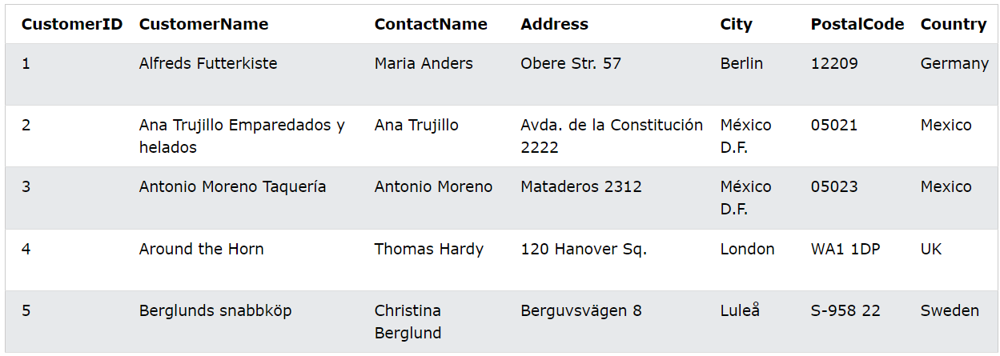 CustomerID CustomerName ContactName Address City PostalCode Country
1 Alfreds Futterkiste Maria Anders Obere Str. 57 Berlin 12209 Germany
2 Ana Trujillo Emparedados y Ana Trujillo Avda. de la Constitución México 05021 Mexico
helados 2222 D.F.
3 Antonio Moreno Taquería Antonio Moreno Mataderos 2312 México 05023 Mexico
D.F.
4 Around the Horn Thomas Hardy 120 Hanover Sq. London WA1 1DP UK
5 Berglunds snabbköp Christina Berguvsvägen 8 Luleå S-958 22 Sweden
Berglund